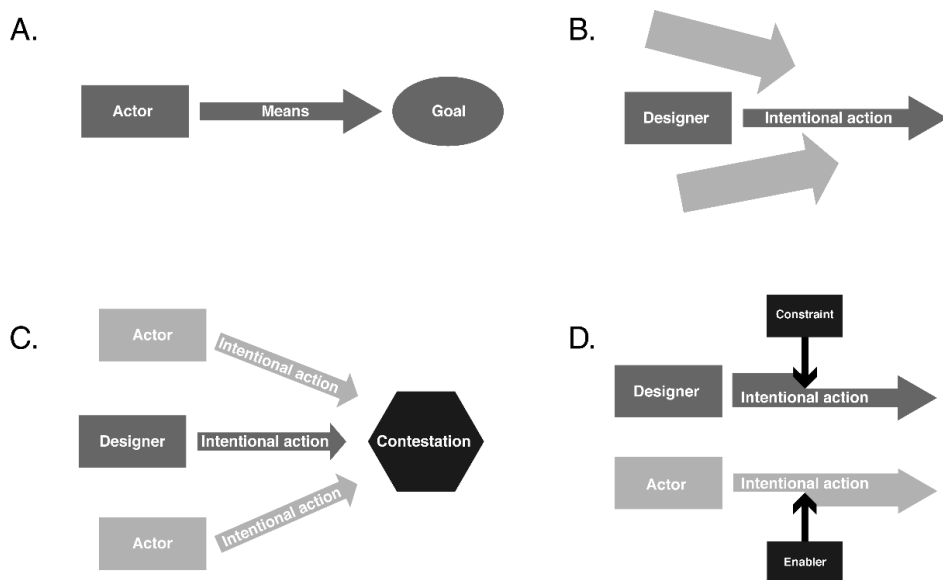 A.
Actor
Means
Goal
B.
Designer
Intentional action
C.
Actor
Intentional action
Designer
Intentional action
Contestation
Actor
Intentional action
D.
Constraint
Designer
Intentional action
Actor
Intentional action
Enabler